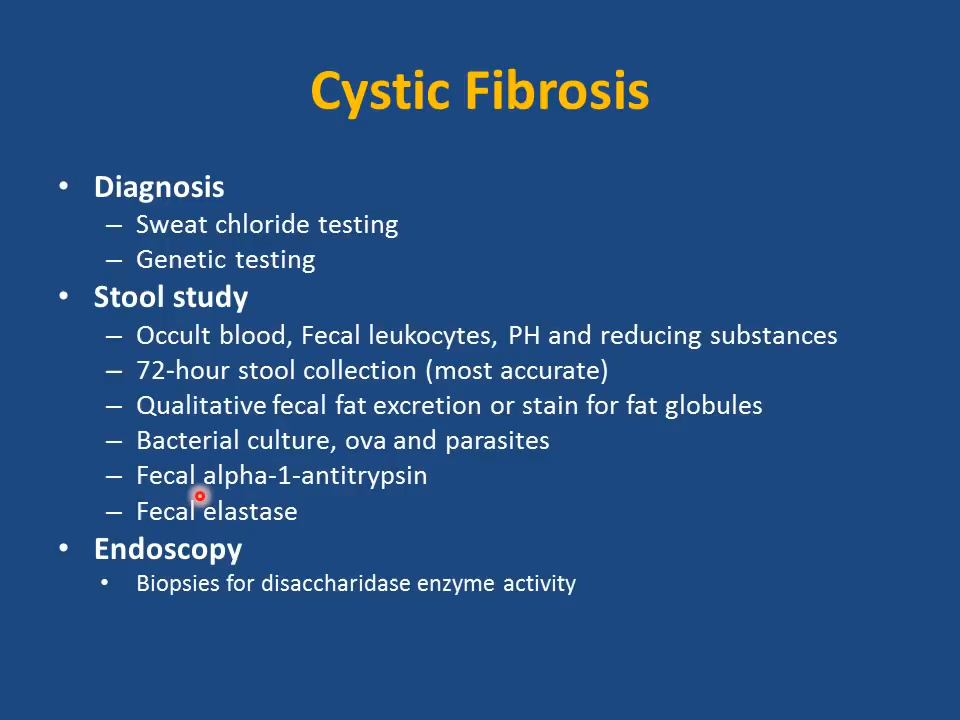 Cystic Fibrosis
• Diagnosis
– Sweat chloride testing
– Genetic testing
• Stool study
– Occult blood, Fecal leukocytes, PH and reducing substances
– 72-hour stool collection (most accurate)
– Qualitative fecal fat excretion or stain for fat globules
– Bacterial culture, ova and parasites
– Fecal alpha-1-antitrypsin
– Fecal elastase
• Endoscopy
• Biopsies for disaccharidase enzyme activity